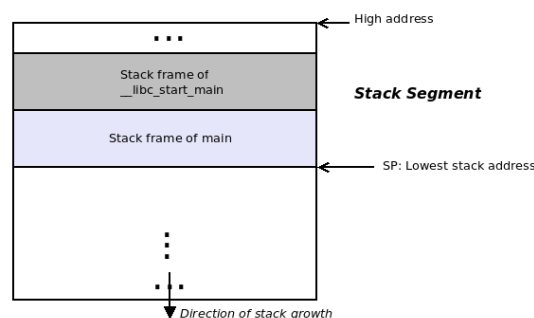 High address
...
Stack frame of
__libc_start_main
Stack Segment
Stack frame of main
SP: Lowest stack address
...
Direction of stack growth